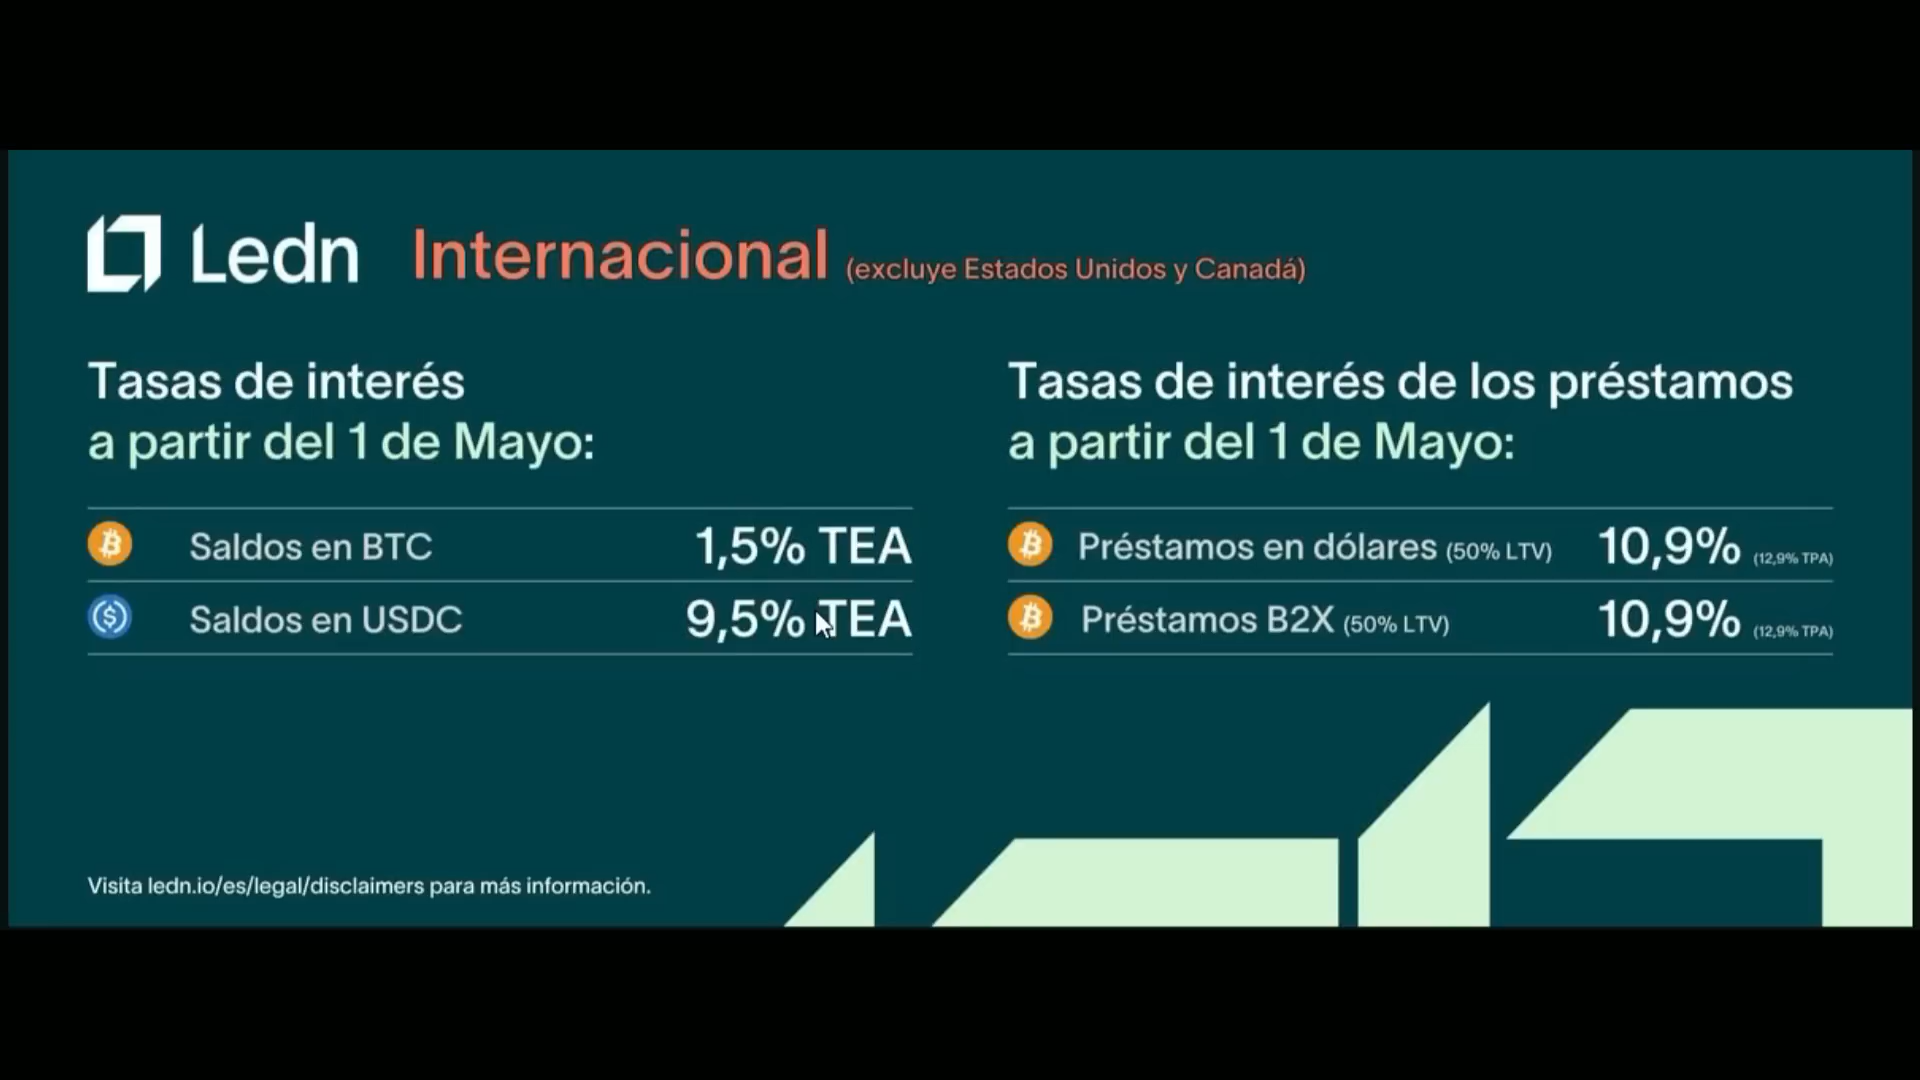 Ledn Internacional (excluye Estados Unidos y Canadá)
Tasas de interés
a partir del 1 de Mayo:
Saldos en BTC 1,5% TEA
Saldos en USDC 9,5% TEA
Tasas de interés de los préstamos
a partir del 1 de Mayo:
Préstamos en dólares (50% LTV) 10,9% (12,9% TPA)
Préstamos B2X (50% LTV) 10,9% (12,9% TPA)
Visita ledn.io/es/legal/disclaimers para más información.